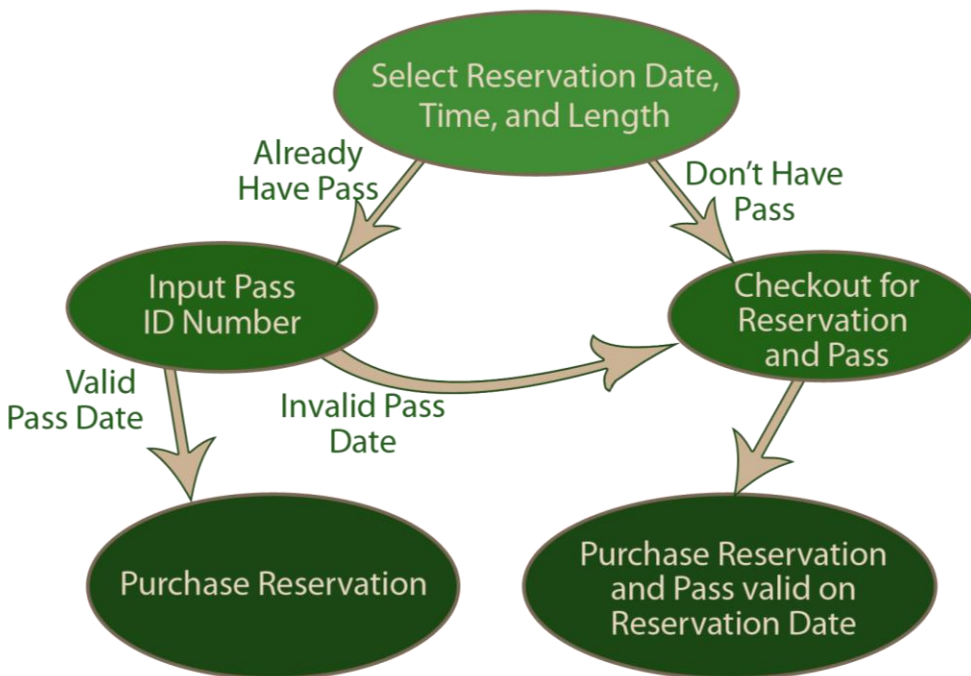 Select Reservation Date,
Time, and Length
Already
Have Pass
Don't Have
Pass
Input Pass
ID Number
Checkout for
Reservation
and Pass
Valid
Pass Date
Invalid Pass
Date
Purchase Reservation
Purchase Reservation
and Pass valid on
Reservation Date